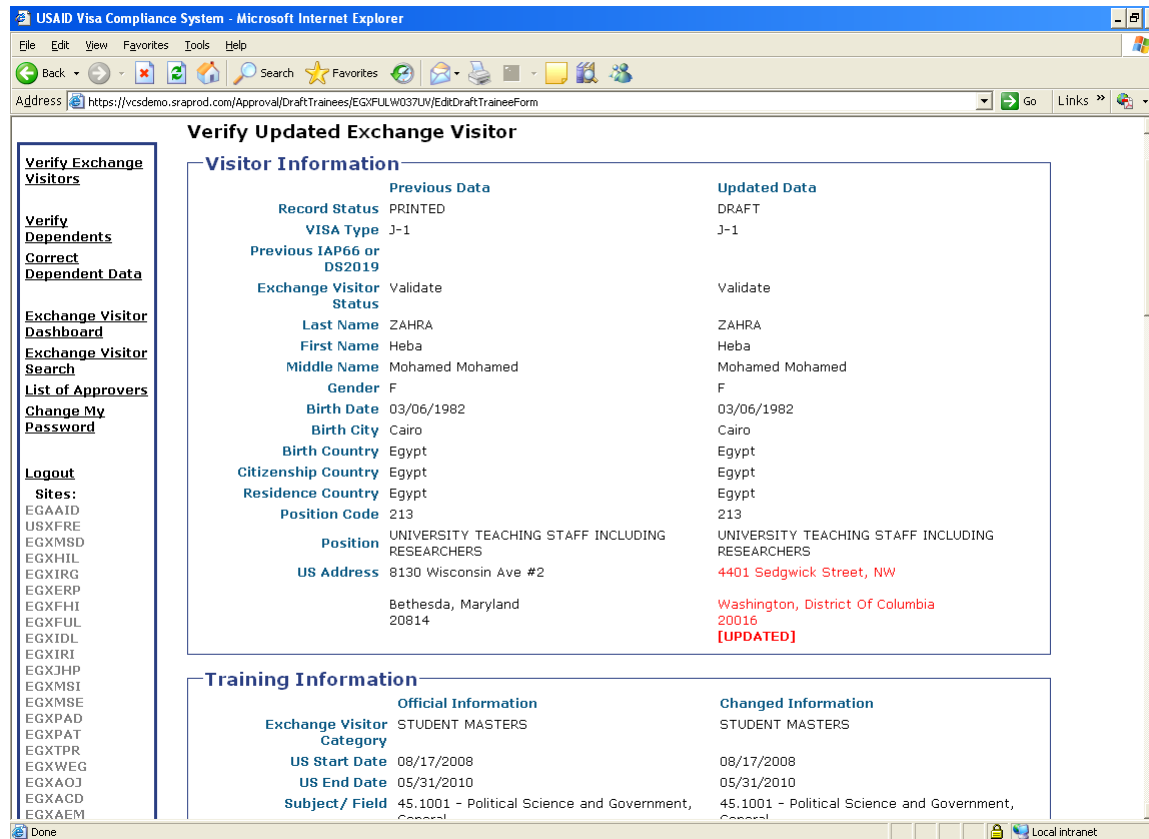 USAID Visa Compliance System - Microsoft Internet Explorer
File Edit View Favorites Tools Help
Back Search Favorites
Address https://vcsdemo.sraprod.com/Approval/DraftTrainees/EGXFULW037UV/EditDraftTraineeForm Go Links »
Verify Exchange
Visitors
Verify
Dependents
Correct
Dependent Data
Exchange Visitor
Dashboard
Exchange Visitor
Search
List of Approvers
Change My
Password
Logout
Sites:
EGAAID
USXFRE
EGXMSD
EGXHIL
EGXIRG
EGXERP
EGXFHI
EGXFUL
EGXIDL
EGXIRI
EGXJHP
EGXMSI
EGXMSE
EGXPAD
EGXPAT
EGXTPR
EGXWEG
EGXAOJ
EGXACD
EGXAEM
Verify Updated Exchange Visitor
Visitor Information
Previous Data Updated Data
Record Status PRINTED DRAFT
VISA Type J-1 J-1
Previous IAP66 or
DS2019
Exchange Visitor Validate Validate
Status
Last Name ZAHRA ZAHRA
First Name Heba Heba
Middle Name Mohamed Mohamed Mohamed Mohamed
Gender F F
Birth Date 03/06/1982 03/06/1982
Birth City Cairo Cairo
Birth Country Egypt Egypt
Citizenship Country Egypt Egypt
Residence Country Egypt Egypt
Position Code 213 213
Position UNIVERSITY TEACHING STAFF INCLUDING UNIVERSITY TEACHING STAFF INCLUDING
RESEARCHERS RESEARCHERS
US Address 8130 Wisconsin Ave #2 4401 Sedgwick Street, NW
Bethesda, Maryland Washington, District Of Columbia
20814 20016
[UPDATED]
Training Information
Official Information Changed Information
Exchange Visitor STUDENT MASTERS STUDENT MASTERS
Category
US Start Date 08/17/2008 08/17/2008
US End Date 05/31/2010 05/31/2010
Subject/ Field 45.1001 - Political Science and Government, 45.1001 - Political Science and Government,
General General
Done Local intranet